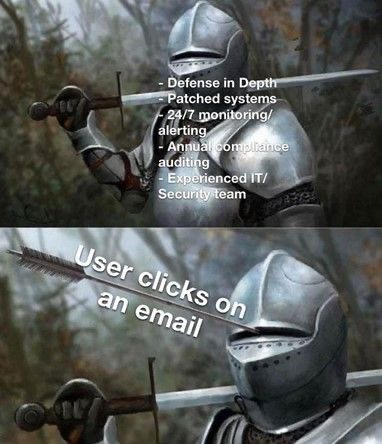 - Defense in Depth
- Patched systems
- 24/7 monitoring/
alerting
- Annual compliance
auditing
- Experienced IT/
Security team
User clicks on
an email